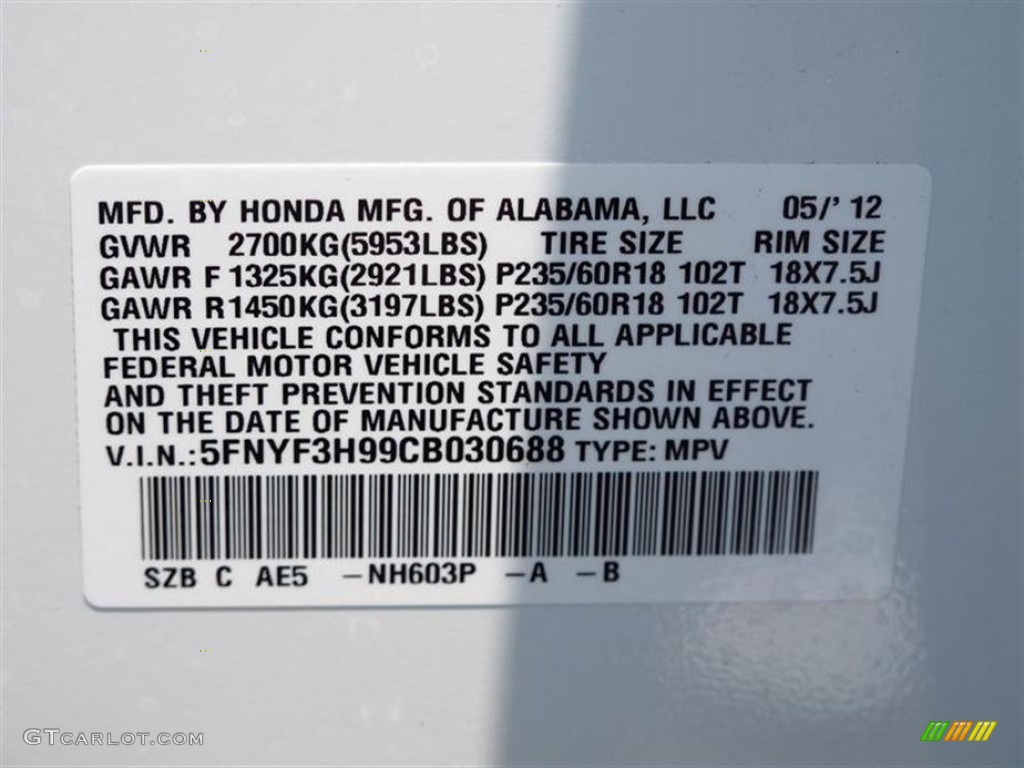 MFD. BY HONDA MFG. OF ALABAMA, LLC 05/' 12
GVWR 2700KG(5953LBS) TIRE SIZE RIM SIZE
GAWR F 1325KG(2921LBS) P235/60R18 102T 18X7.5J
GAWR R1450KG(3197LBS) P235/60R18 102T 18X7.5J
THIS VEHICLE CONFORMS TO ALL APPLICABLE
FEDERAL MOTOR VEHICLE SAFETY
AND THEFT PREVENTION STANDARDS IN EFFECT
ON THE DATE OF MANUFACTURE SHOWN ABOVE.
V.I.N.:5FNYF3H99CB030688 TYPE: MPV
SZB C AE5 -NH603P -A -B
GTCARLOT.COM